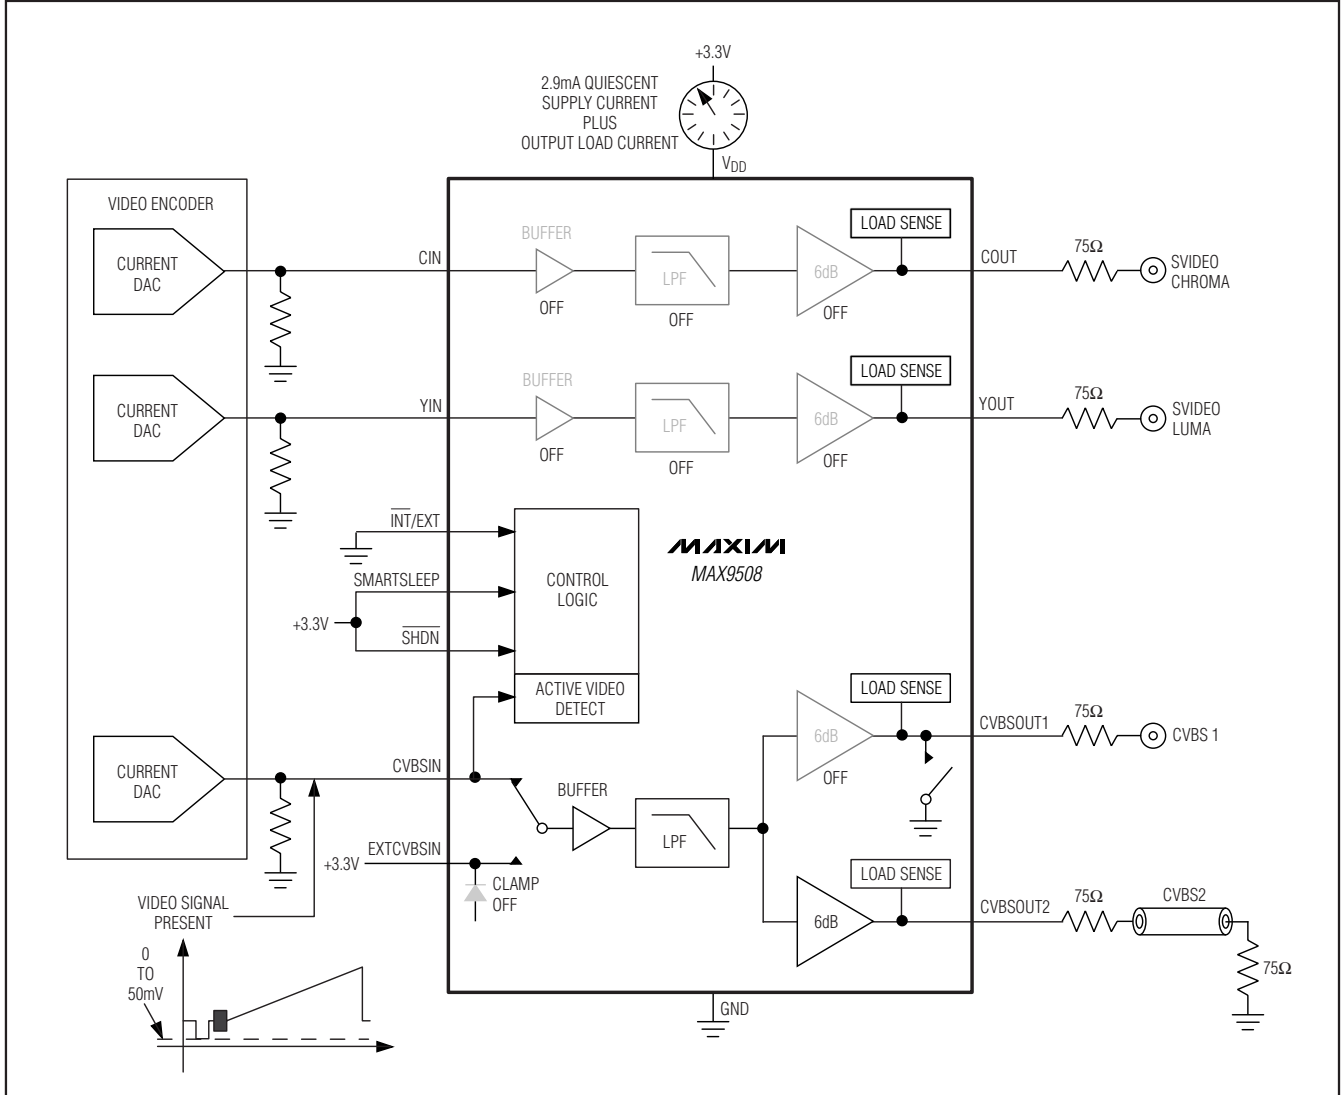 +3.3V
2.9mA QUIESCENT
SUPPLY CURRENT
PLUS
OUTPUT LOAD CURRENT
VDD
VIDEO ENCODER
CURRENT
DAC
CIN
BUFFER
OFF
LPF
OFF
6dB
OFF
LOAD SENSE
COUT
75Ω
SVIDEO
CHROMA
CURRENT
DAC
YIN
BUFFER
OFF
LPF
OFF
6dB
OFF
LOAD SENSE
YOUT
75Ω
SVIDEO
LUMA
INT/EXT
SMARTSLEEP
+3.3V
SHDN
CONTROL
LOGIC
ACTIVE VIDEO
DETECT
MAXIM
MAX9508
CURRENT
DAC
CVBSIN
BUFFER
LPF
6dB
OFF
LOAD SENSE
CVBSOUT1
75Ω
CVBS 1
+3.3V
EXTCVBSIN
CLAMP
OFF
6dB
LOAD SENSE
CVBSOUT2
75Ω
CVBS2
75Ω
GND
VIDEO SIGNAL
PRESENT
0
TO
50mV